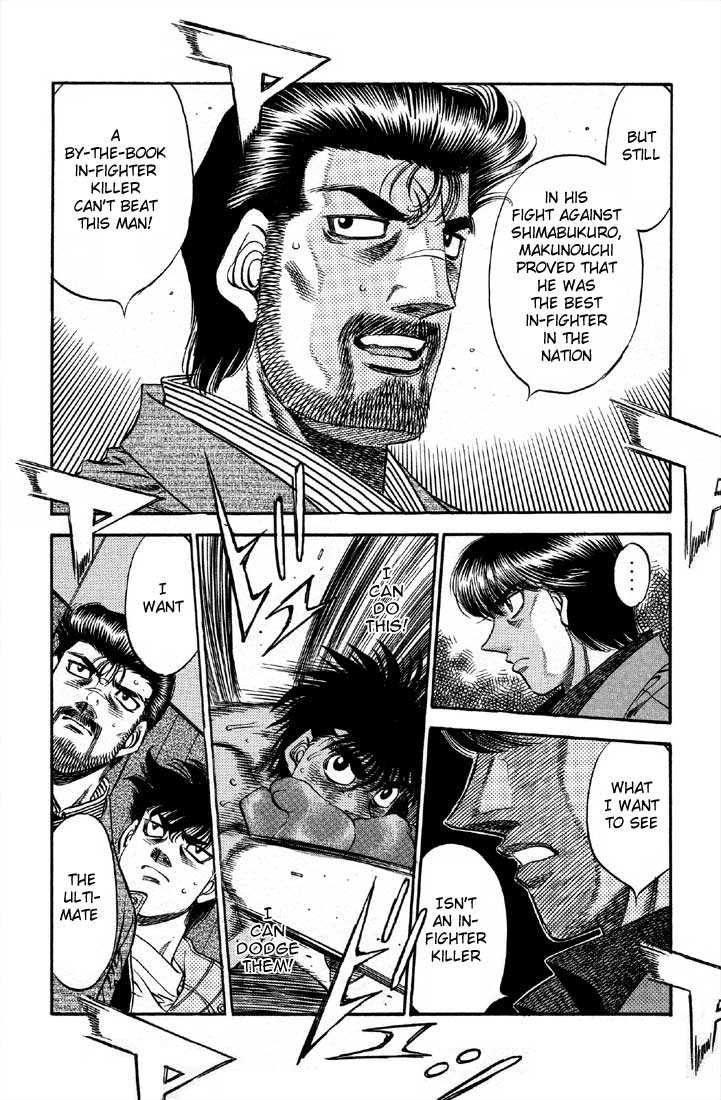 BUT
STILL
IN HIS
FIGHT AGAINST
SHIMABUKURO,
MAKUNOUCHI
PROVED THAT
HE WAS
THE BEST
IN-FIGHTER
IN THE
NATION
A
BY-THE-BOOK
IN-FIGHTER
KILLER
CAN'T BEAT
THIS MAN!
....
WHAT
I WANT
TO SEE
ISN'T
AN IN-
FIGHTER
KILLER
I
CAN
DO
THIS!
I
CAN
DODGE
THEM!
I
WANT
THE
ULTI-
MATE